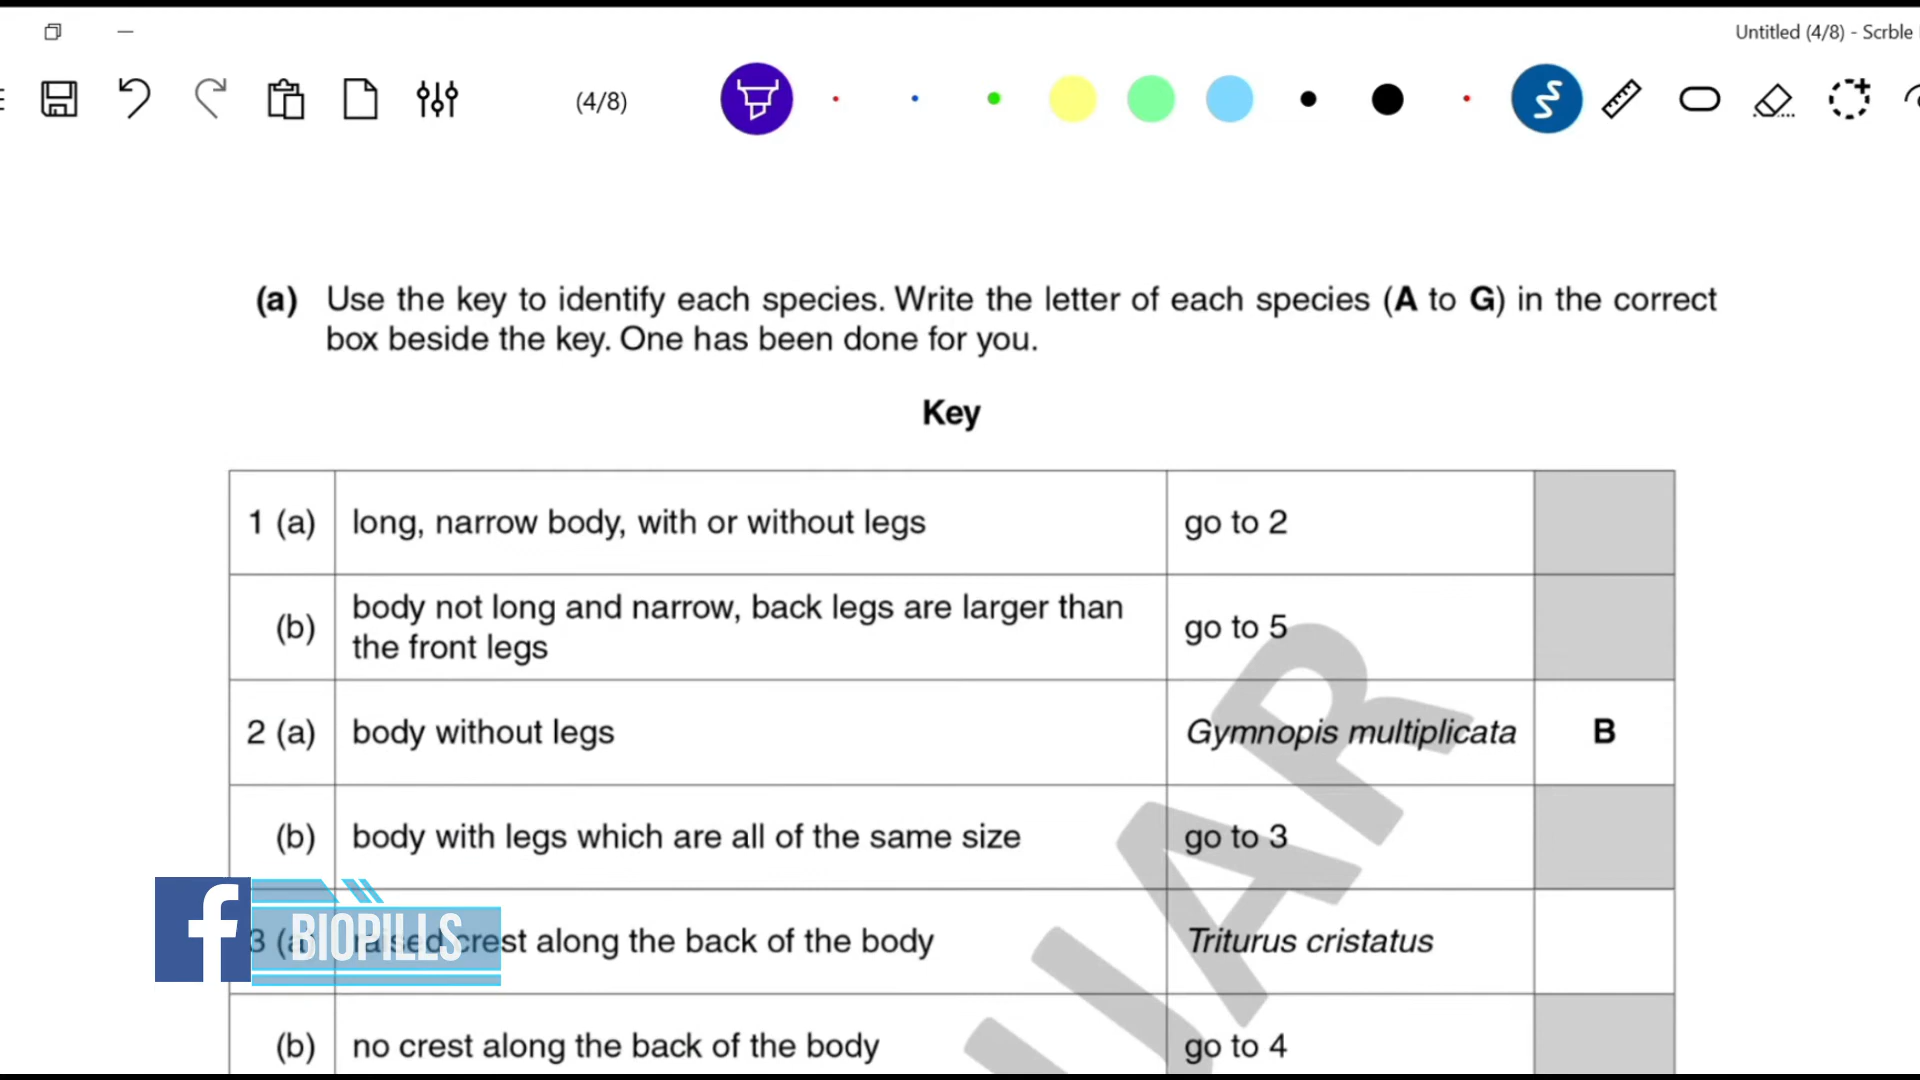 Untitled (4/8) - Scrble
(4/8)
(a) Use the key to identify each species. Write the letter of each species (A to G) in the correct
box beside the key. One has been done for you.
Key
1 (a) long, narrow body, with or without legs go to 2
(b) body not long and narrow, back legs are larger than
the front legs go to 5
2 (a) body without legs Gymnopis multiplicata B
(b) body with legs which are all of the same size go to 3
3 (a) raised crest along the back of the body Triturus cristatus
f BIOPILLS
(b) no crest along the back of the body go to 4